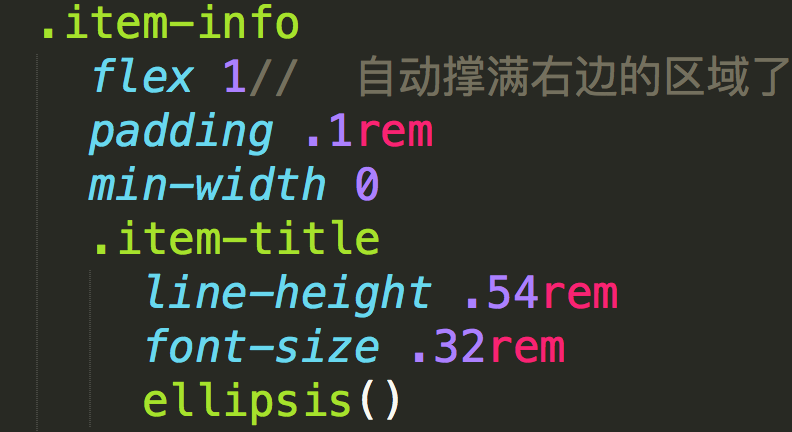 .item-info
flex 1//  自动撑满右边的区域了
padding .1rem
min-width 0
.item-title
line-height .54rem
font-size .32rem
ellipsis()